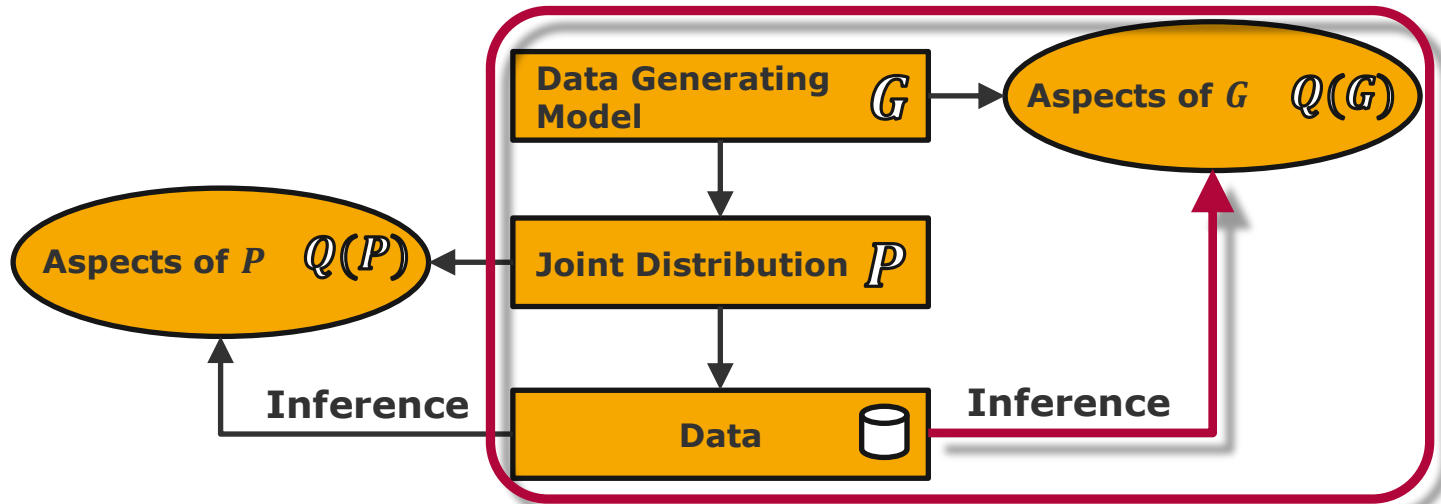 Data Generating
Model G
Aspects of G Q(G)
Aspects of P Q(P)
Joint Distribution P
Inference
Data
Inference